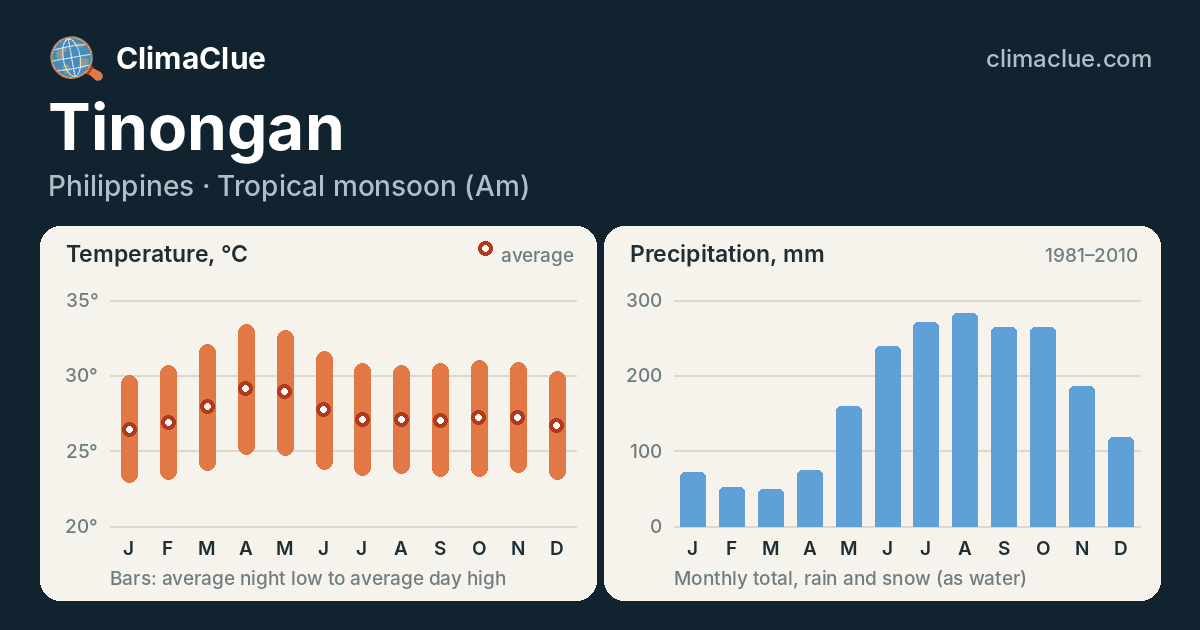 ClimaClue
climaclue.com
Tinongan
Philippines · Tropical monsoon (Am)
Temperature, °C
average
35°
30°
25°
20°
J F M A M J J A S O N D
Bars: average night low to average day high
Precipitation, mm
1981–2010
300
200
100
0
J F M A M J J A S O N D
Monthly total, rain and snow (as water)